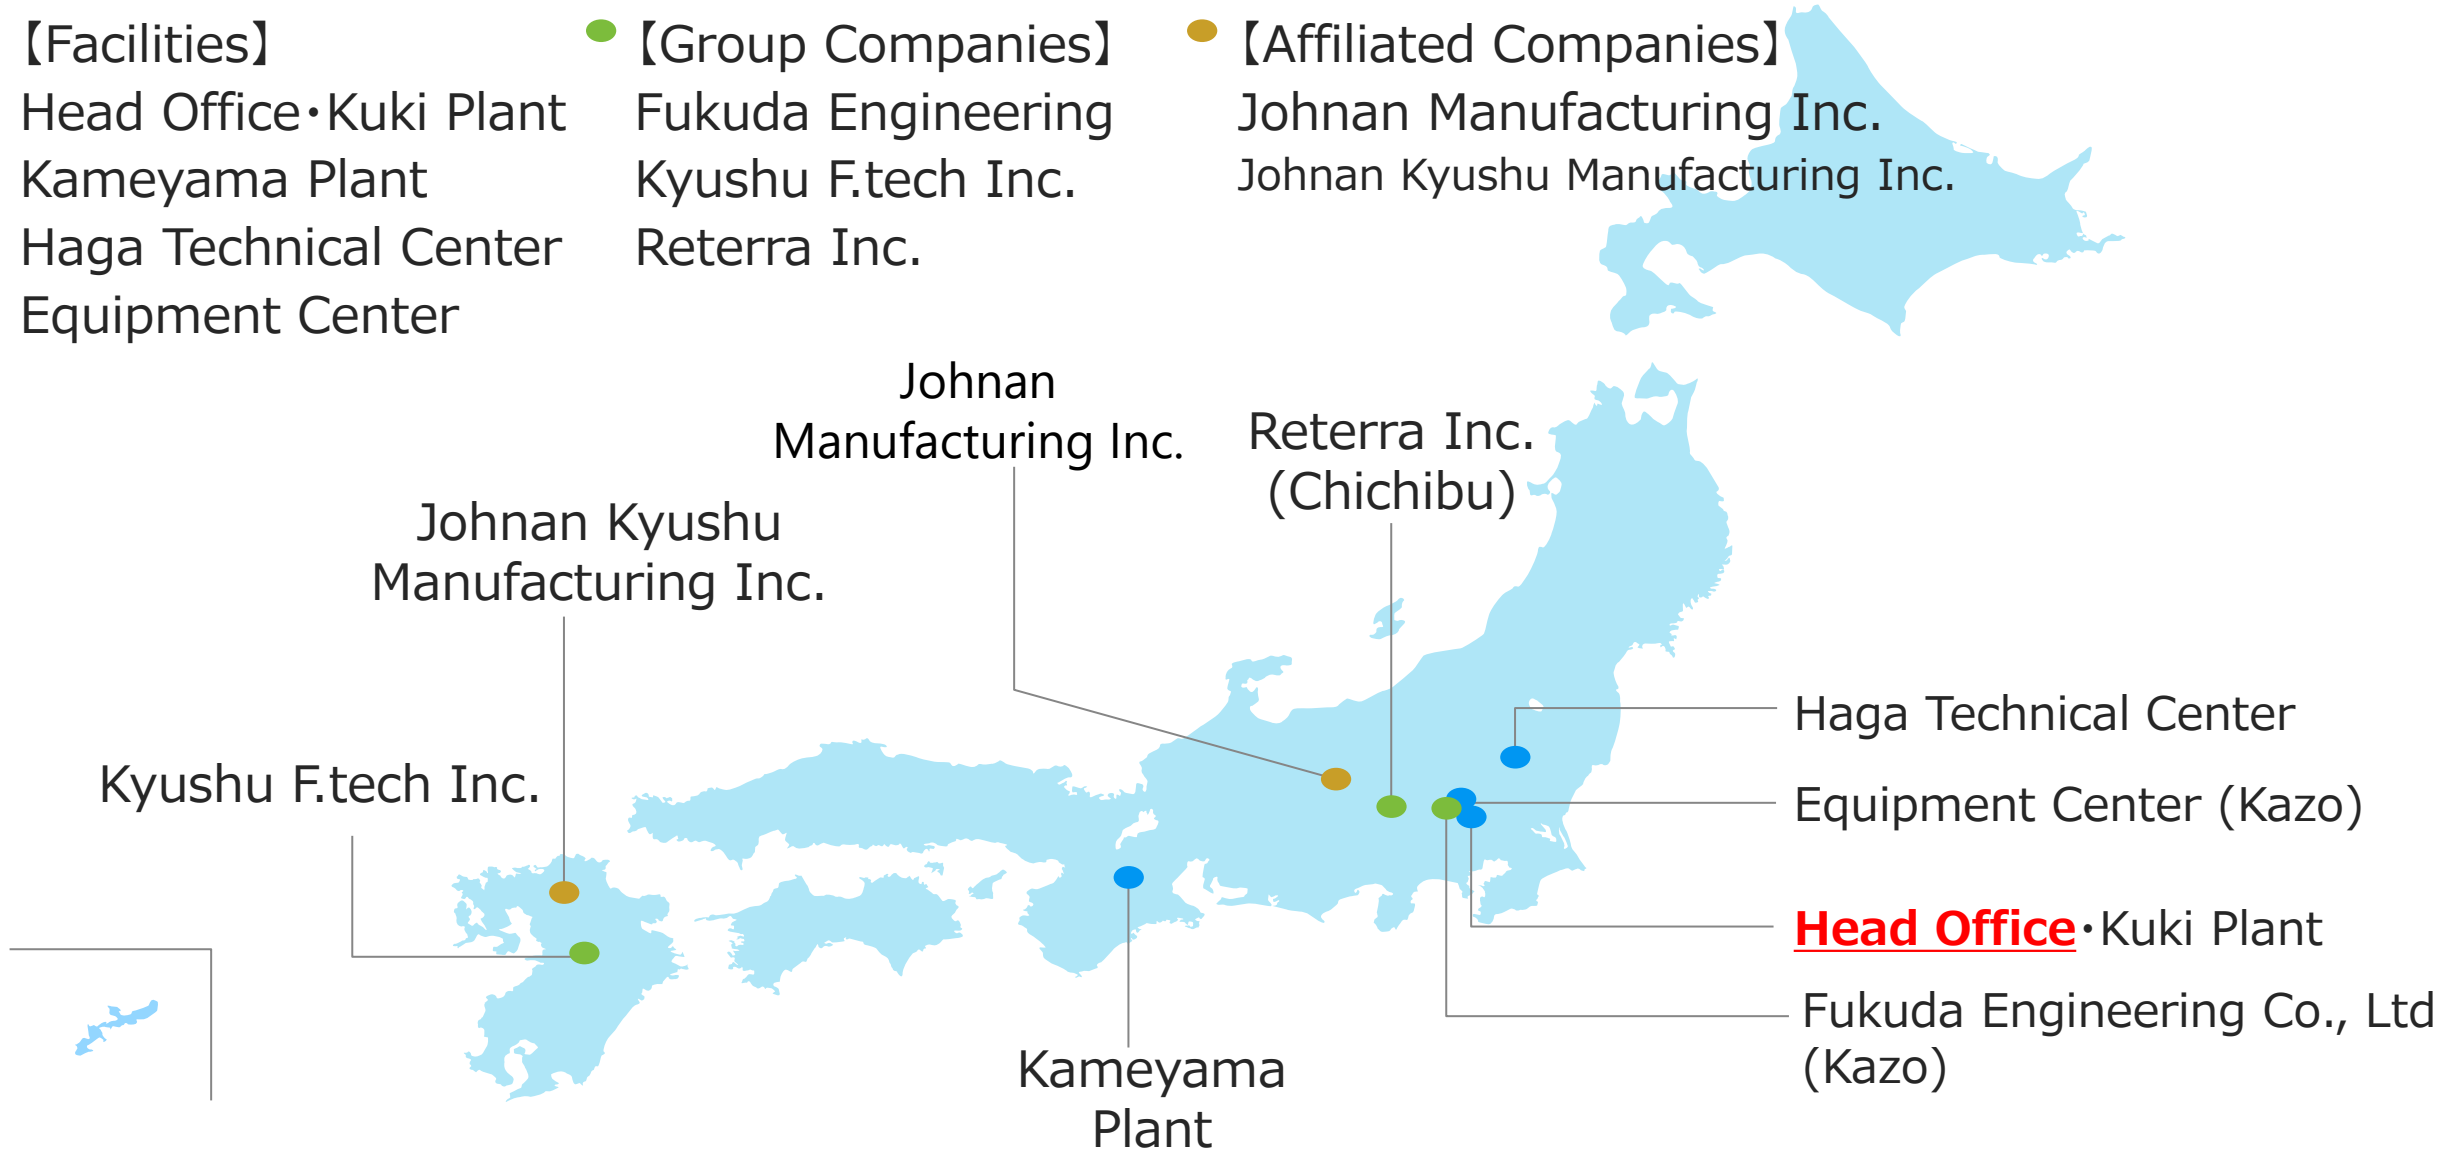 【Facilities】
Head Office・Kuki Plant
Kameyama Plant
Haga Technical Center
Equipment Center
【Group Companies】
Fukuda Engineering
Kyushu F.tech Inc.
Reterra Inc.
【Affiliated Companies】
Johnan Manufacturing Inc.
Johnan Kyushu Manufacturing Inc.
Johnan
Manufacturing Inc.
Reterra Inc.
(Chichibu)
Johnan Kyushu
Manufacturing Inc.
Kyushu F.tech Inc.
Haga Technical Center
Equipment Center (Kazo)
Head Office・Kuki Plant
Fukuda Engineering Co., Ltd
(Kazo)
Kameyama
Plant